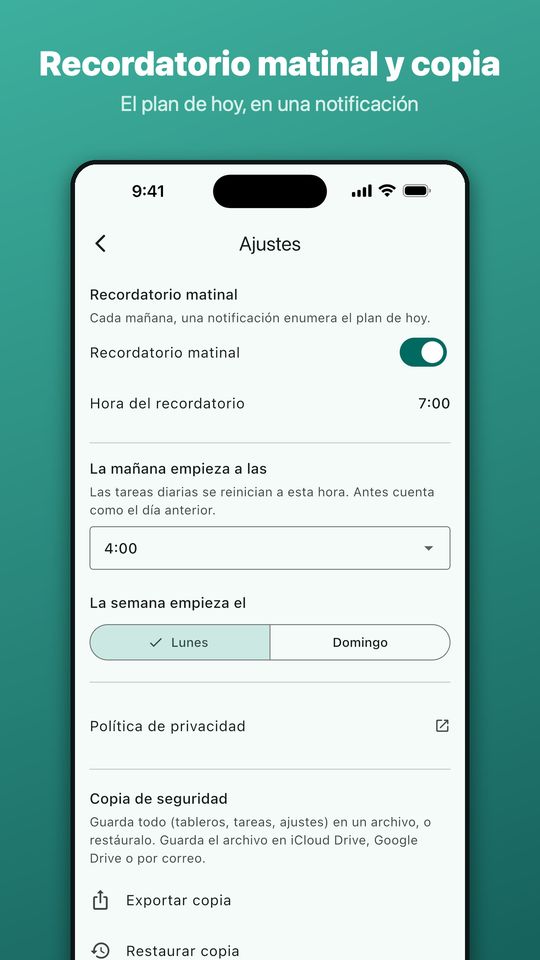 Recordatorio matinal y copia
El plan de hoy, en una notificación
9:41
Ajustes
Recordatorio matinal
Cada mañana, una notificación enumera el plan de hoy.
Recordatorio matinal
Hora del recordatorio 7:00
La mañana empieza a las
Las tareas diarias se reinician a esta hora. Antes cuenta
como el día anterior.
4:00
La semana empieza el
Lunes Domingo
Política de privacidad
Copia de seguridad
Guarda todo (tableros, tareas, ajustes) en un archivo, o
restáuralo. Guarda el archivo en iCloud Drive, Google
Drive o por correo.
Exportar copia
Restaurar copia